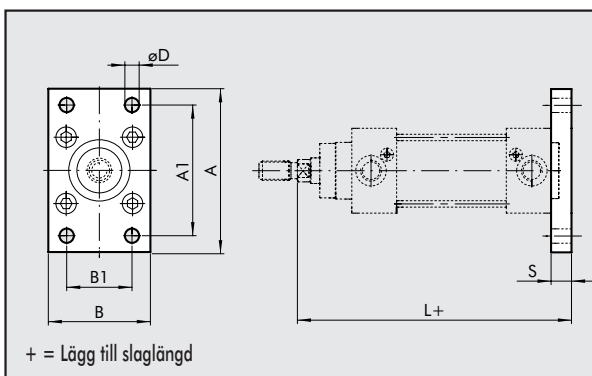 øD
A1
A
B1
B
S
L+
+ = Lägg till slaglängd